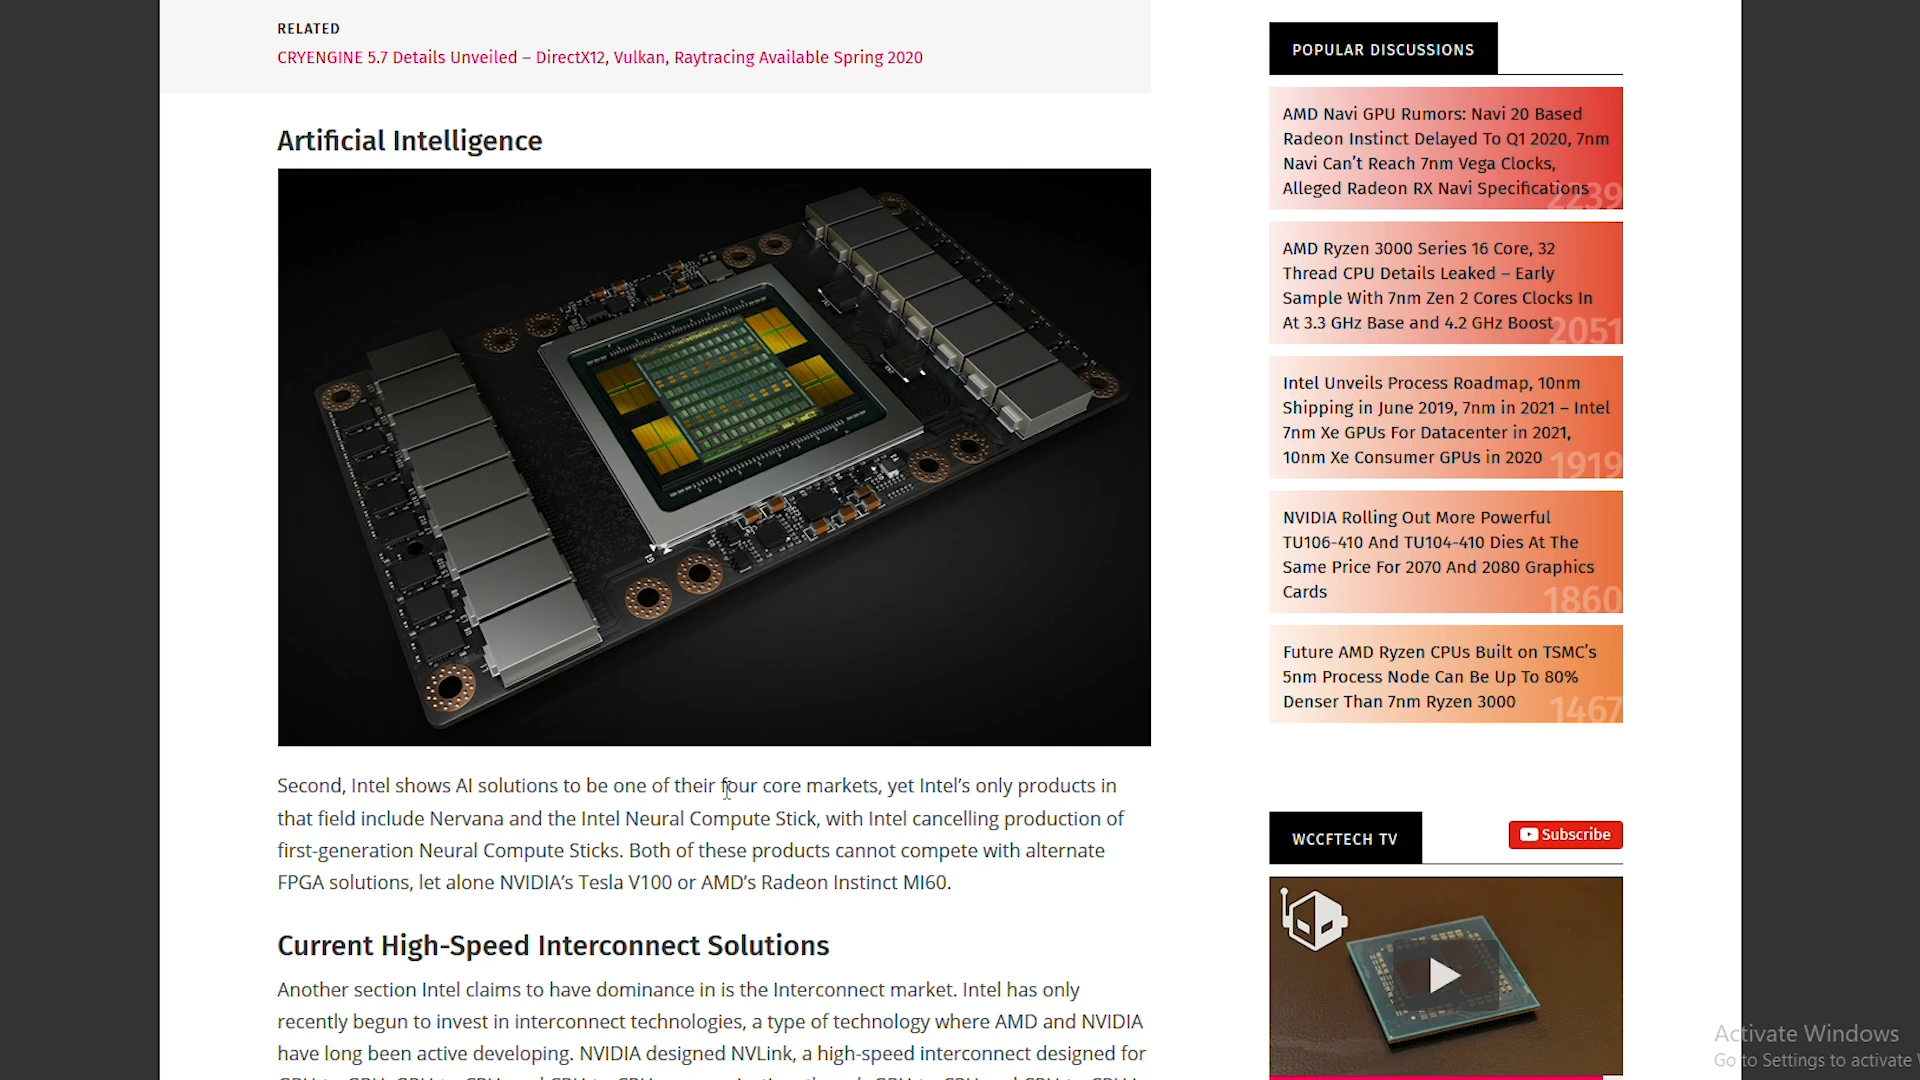 RELATED
CRYENGINE 5.7 Details Unveiled – DirectX12, Vulkan, Raytracing Available Spring 2020
Artificial Intelligence
Second, Intel shows AI solutions to be one of their four core markets, yet Intel's only products in
that field include Nervana and the Intel Neural Compute Stick, with Intel cancelling production of
first-generation Neural Compute Sticks. Both of these products cannot compete with alternate
FPGA solutions, let alone NVIDIA's Tesla V100 or AMD's Radeon Instinct MI60.
Current High-Speed Interconnect Solutions
Another section Intel claims to have dominance in is the Interconnect market. Intel has only
recently begun to invest in interconnect technologies, a type of technology where AMD and NVIDIA
have long been active developing. NVIDIA designed NVLink, a high-speed interconnect designed for
POPULAR DISCUSSIONS
AMD Navi GPU Rumors: Navi 20 Based
Radeon Instinct Delayed To Q1 2020, 7nm
Navi Can't Reach 7nm Vega Clocks,
Alleged Radeon RX Navi Specifications
2239
AMD Ryzen 3000 Series 16 Core, 32
Thread CPU Details Leaked – Early
Sample With 7nm Zen 2 Cores Clocks In
At 3.3 GHz Base and 4.2 GHz Boost
2051
Intel Unveils Process Roadmap, 10nm
Shipping in June 2019, 7nm in 2021 – Intel
7nm Xe GPUs For Datacenter in 2021,
10nm Xe Consumer GPUs in 2020
1919
NVIDIA Rolling Out More Powerful
TU106-410 And TU104-410 Dies At The
Same Price For 2070 And 2080 Graphics
Cards
1860
Future AMD Ryzen CPUs Built on TSMC's
5nm Process Node Can Be Up To 80%
Denser Than 7nm Ryzen 3000
1467
WCCFTECH TV
Subscribe
Activate Windows
Go to Settings to activate